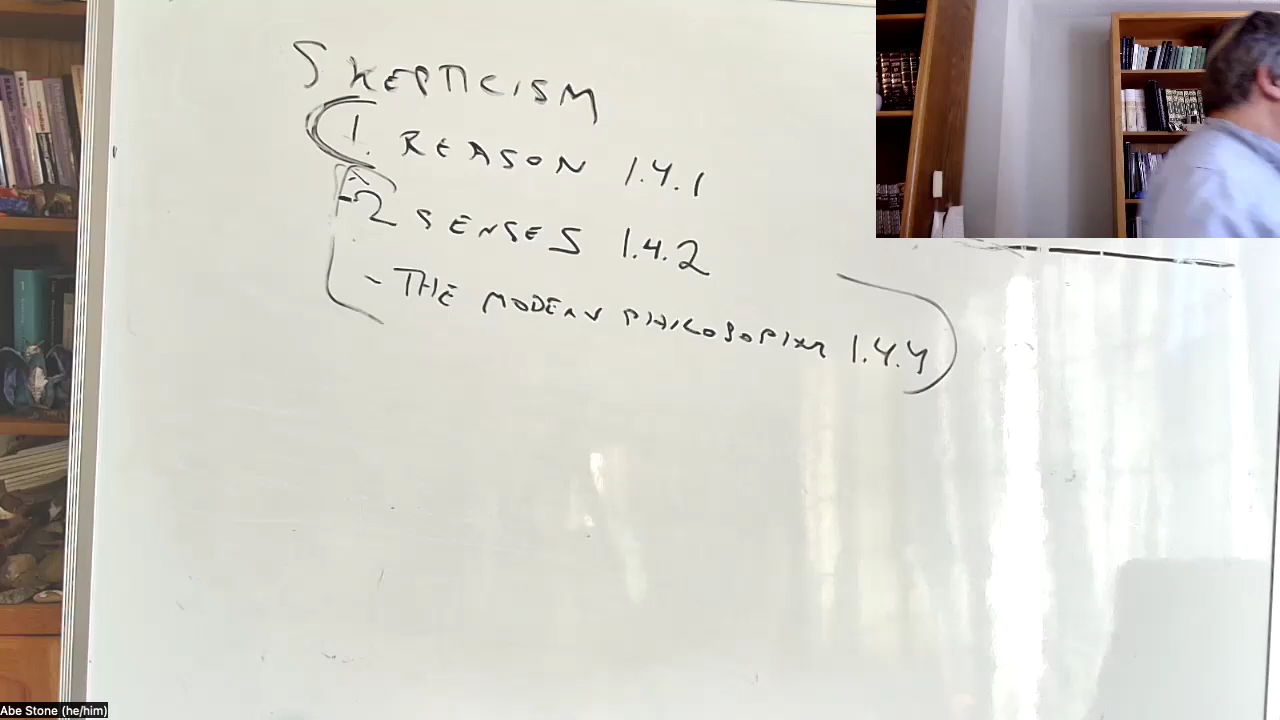 SKEPTICISM
1. REASON 1.4.1
-2 SENSES 1.4.2
- THE MODERN 1.4.4
Abe Stone (he/him)